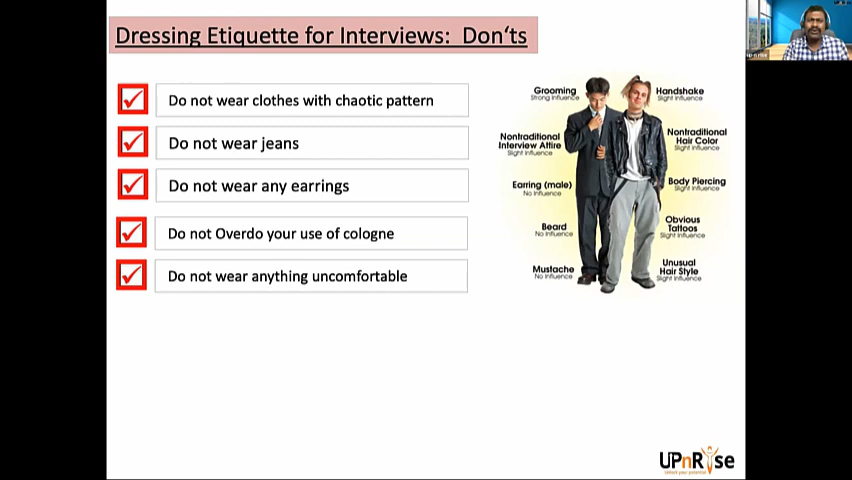 Dressing Etiquette for Interviews: Don‘ts
Do not wear clothes with chaotic pattern
Do not wear jeans
Do not wear any earrings
Do not Overdo your use of cologne
Do not wear anything uncomfortable
Grooming
Strong Influence
Nontraditional
Interview Attire
Slight Influence
Earring (male)
No Influence
Beard
No Influence
Mustache
No Influence
Handshake
Slight Influence
Nontraditional
Hair Color
Slight Influence
Body Piercing
Slight Influence
Obvious
Tattoos
Slight Influence
Unusual
Hair Style
Slight Influence
UPnRise